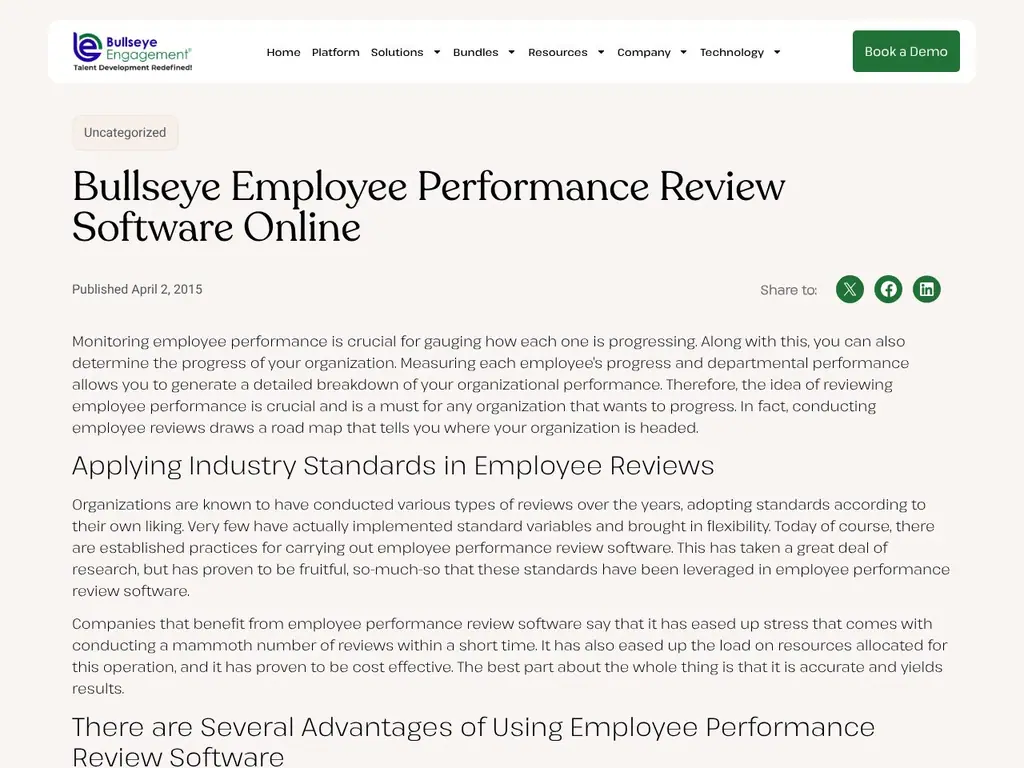 Bullseye
Engagement®
Talent Development Redefined!
Home Platform Solutions Bundles Resources Company Technology
Book a Demo
Uncategorized
Bullseye Employee Performance Review
Software Online
Published April 2, 2015
Share to:
Monitoring employee performance is crucial for gauging how each one is progressing. Along with this, you can also
determine the progress of your organization. Measuring each employee's progress and departmental performance
allows you to generate a detailed breakdown of your organizational performance. Therefore, the idea of reviewing
employee performance is crucial and is a must for any organization that wants to progress. In fact, conducting
employee reviews draws a road map that tells you where your organization is headed.
Applying Industry Standards in Employee Reviews
Organizations are known to have conducted various types of reviews over the years, adopting standards according to
their own liking. Very few have actually implemented standard variables and brought in flexibility. Today of course, there
are established practices for carrying out employee performance review software. This has taken a great deal of
research, but has proven to be fruitful, so-much-so that these standards have been leveraged in employee performance
review software.
Companies that benefit from employee performance review software say that it has eased up stress that comes with
conducting a mammoth number of reviews within a short time. It has also eased up the load on resources allocated for
this operation, and it has proven to be cost effective. The best part about the whole thing is that it is accurate and yields
results.
There are Several Advantages of Using Employee Performance
Review Software